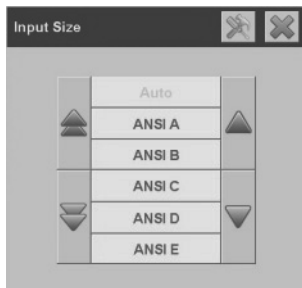 Input Size
Auto
ANSI A
ANSI B
ANSI C
ANSI D
ANSI E